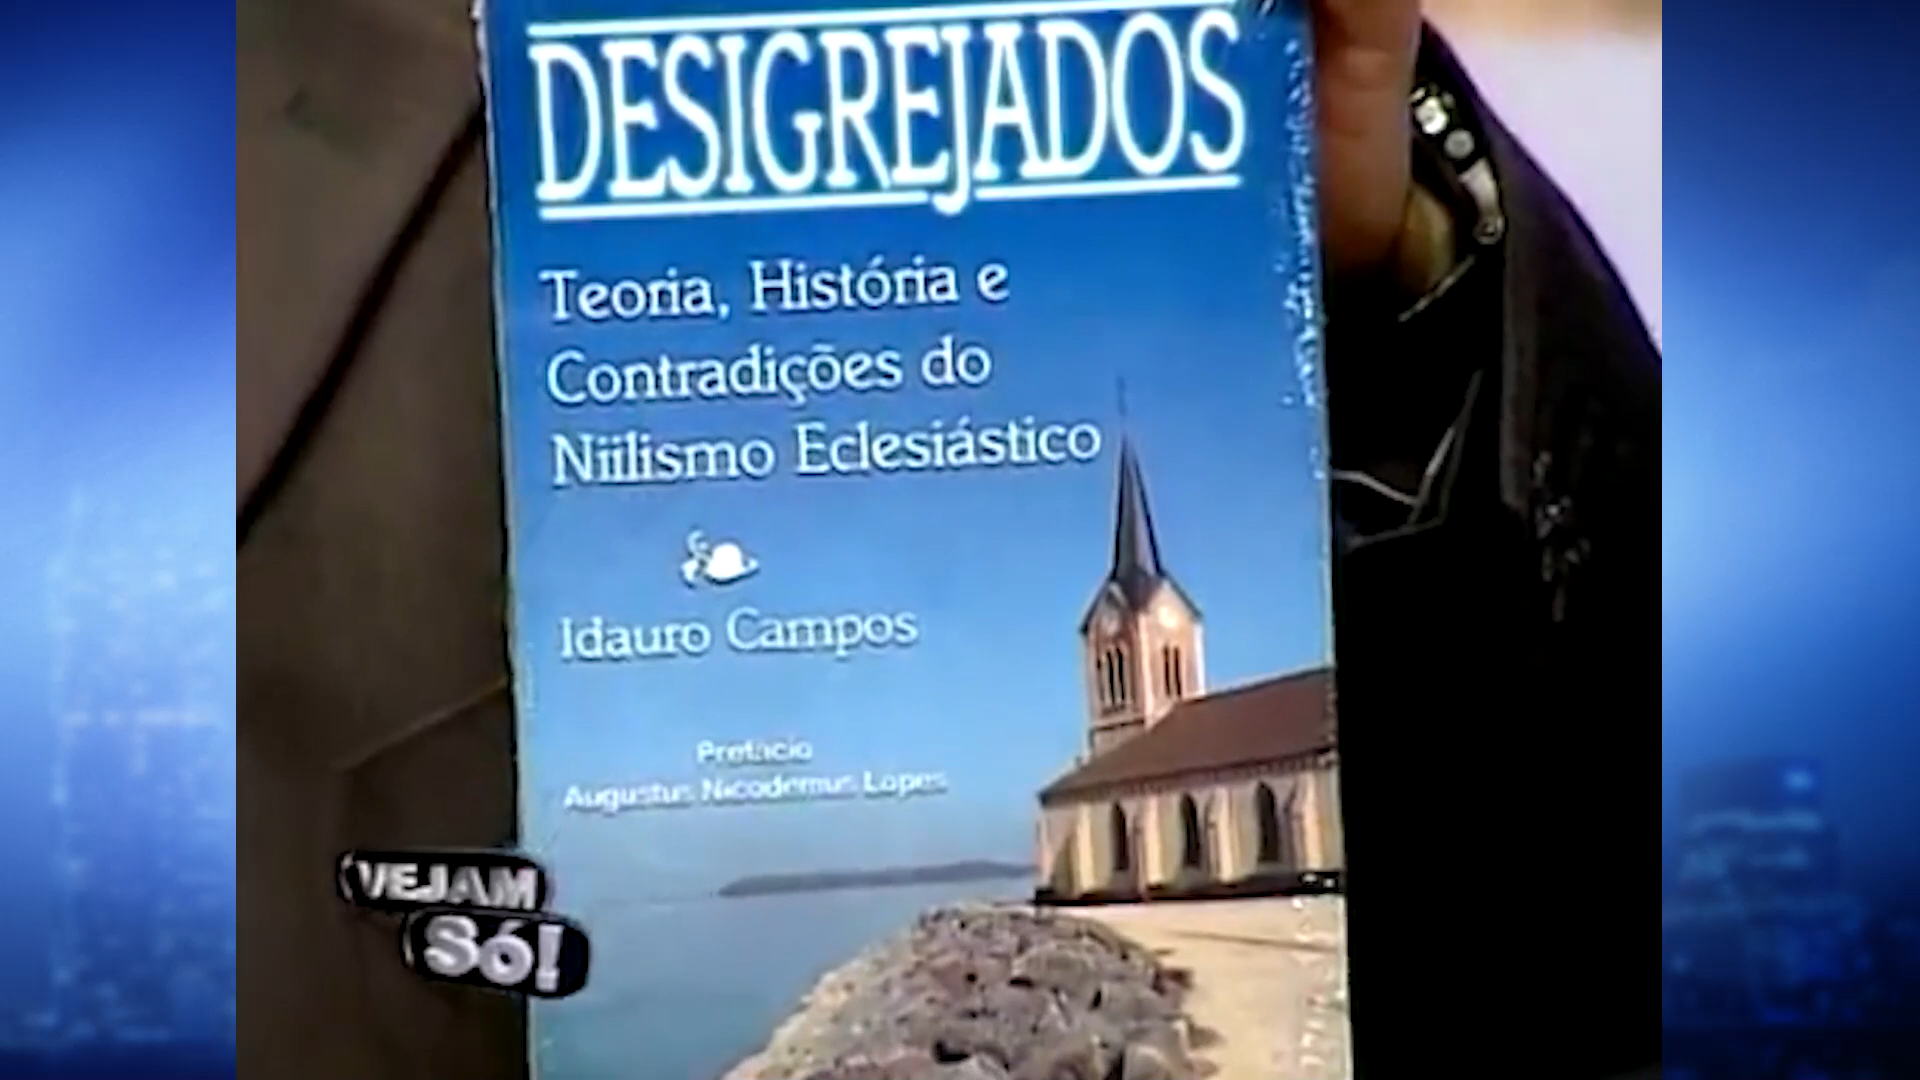 DESIGREJADOS
Teoria, História e
Contradições do
Niilismo Eclesiástico
Idauro Campos
Prefácio
Augustus Nicodemus Lopes
VEJAM
Só!